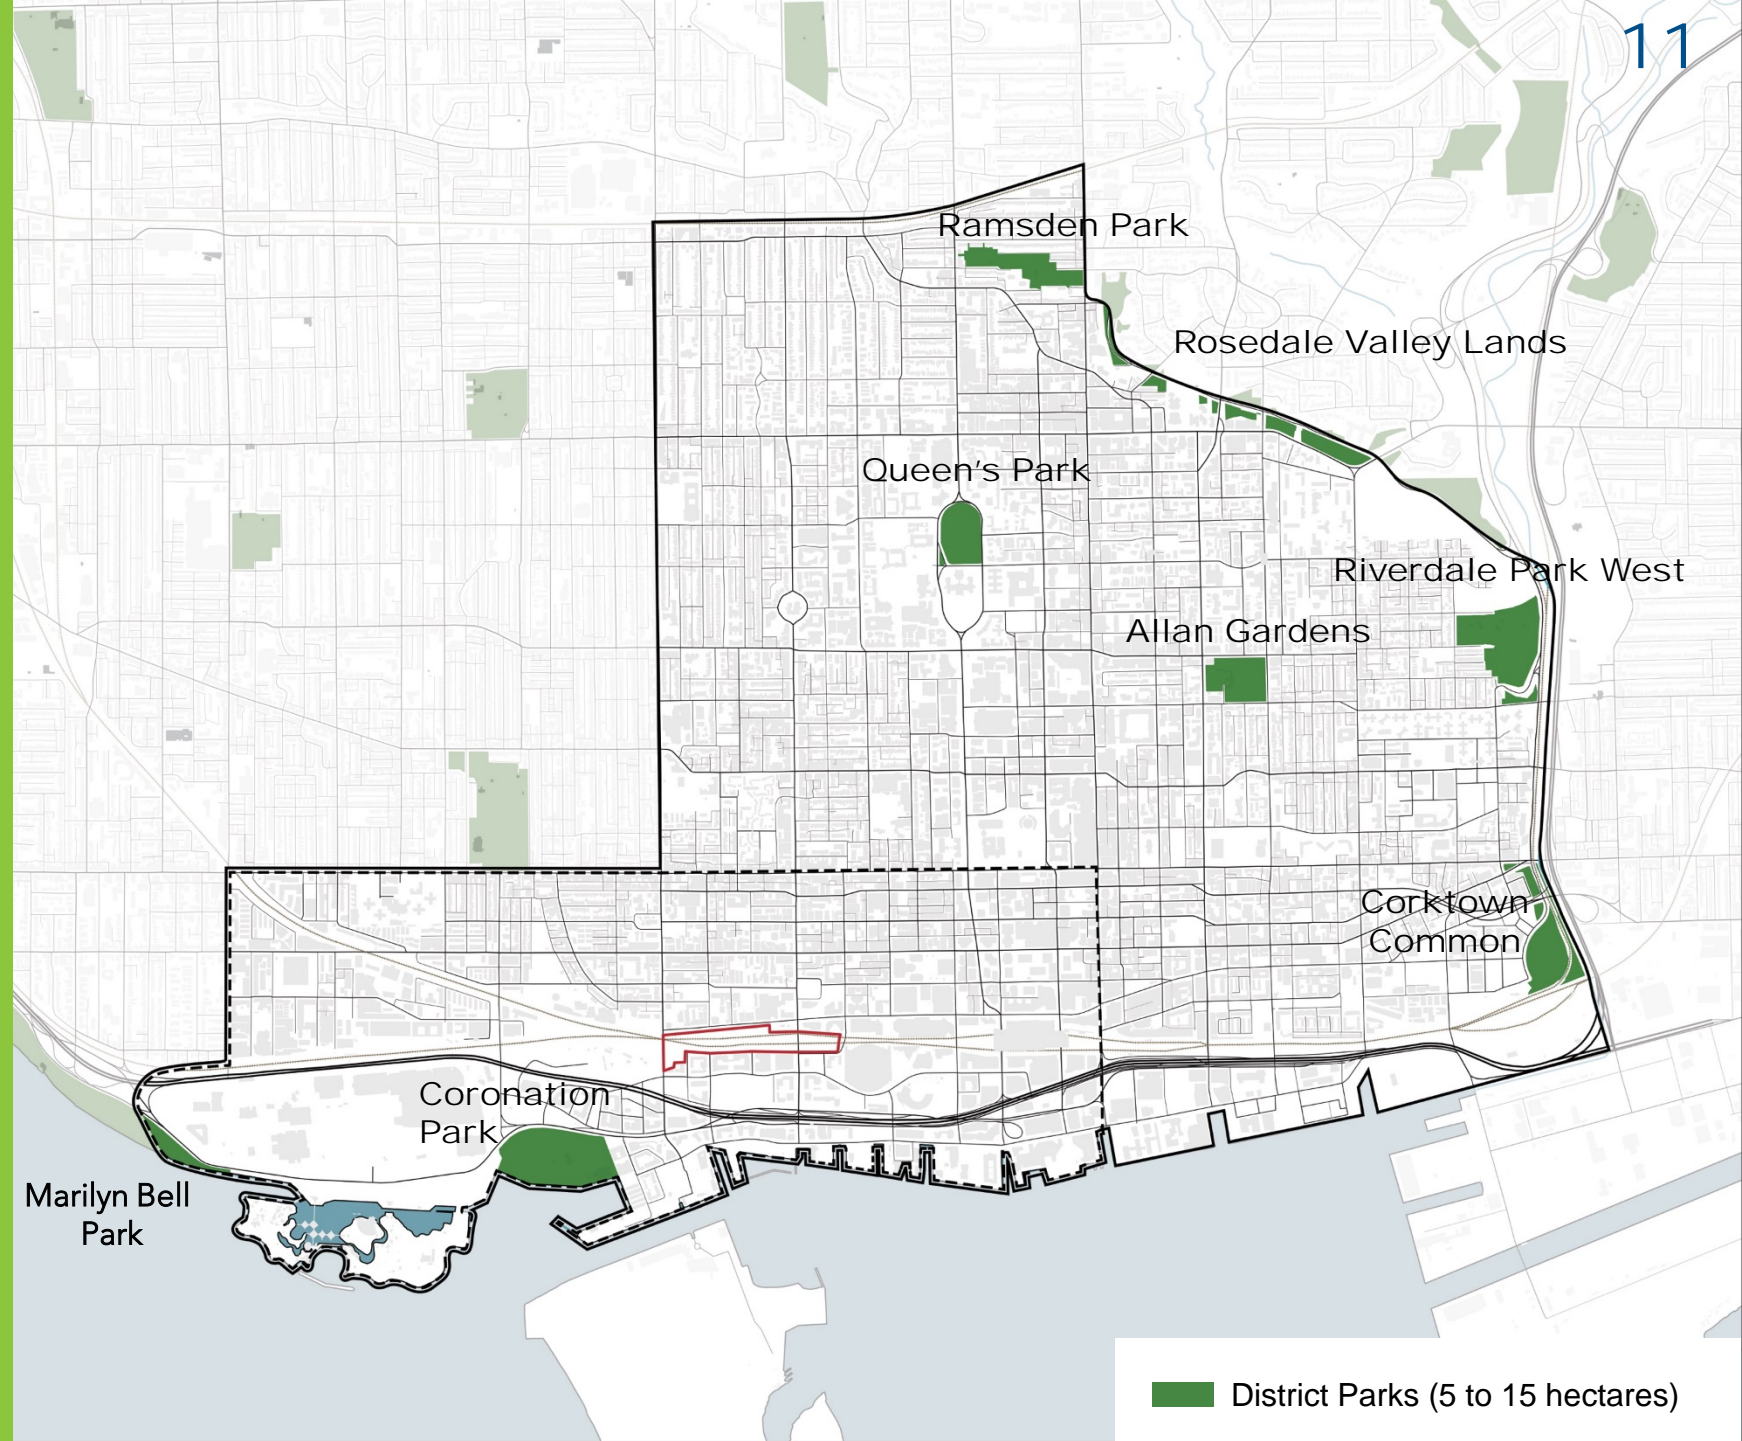 11
Ramsden Park
Rosedale Valley Lands
Queen's Park
Riverdale Park West
Allan Gardens
Corktown
Common
Coronation
Park
Marilyn Bell
Park
District Parks (5 to 15 hectares)